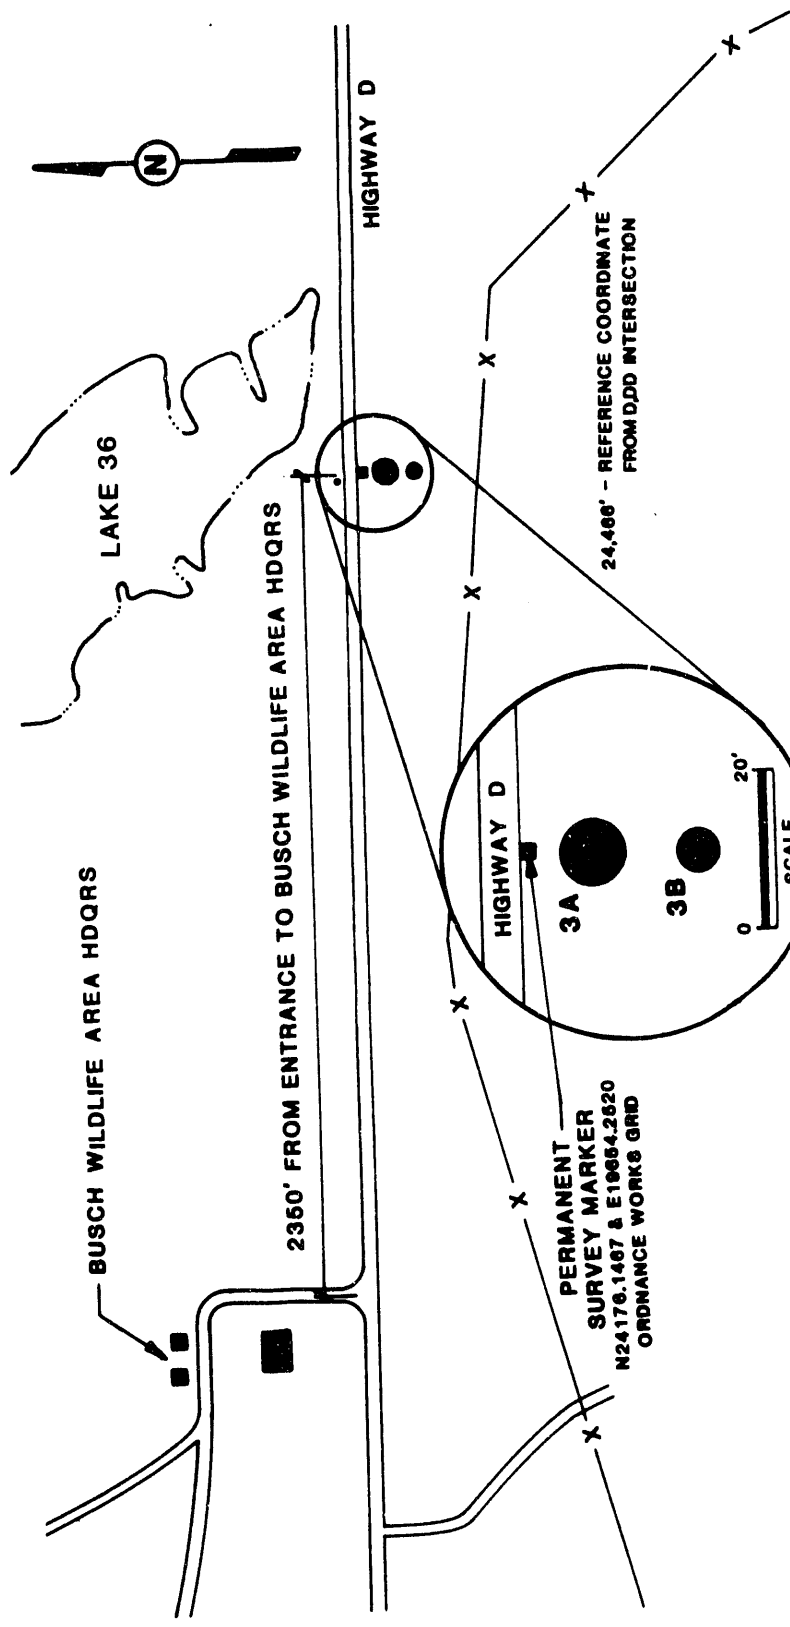 BUSCH WILDLIFE AREA HDQRS
LAKE 36
N
2350' FROM ENTRANCE TO BUSCH WILDLIFE AREA HDQRS
HIGHWAY D
HIGHWAY D
3A
3B
0
20'
SCALE
PERMANENT
SURVEY MARKER
N24176.1467 & E19654.2520
ORDNANCE WORKS GRID
24,466' - REFERENCE COORDINATE
FROM D,DD INTERSECTION
X
X
X
X
X
X
X